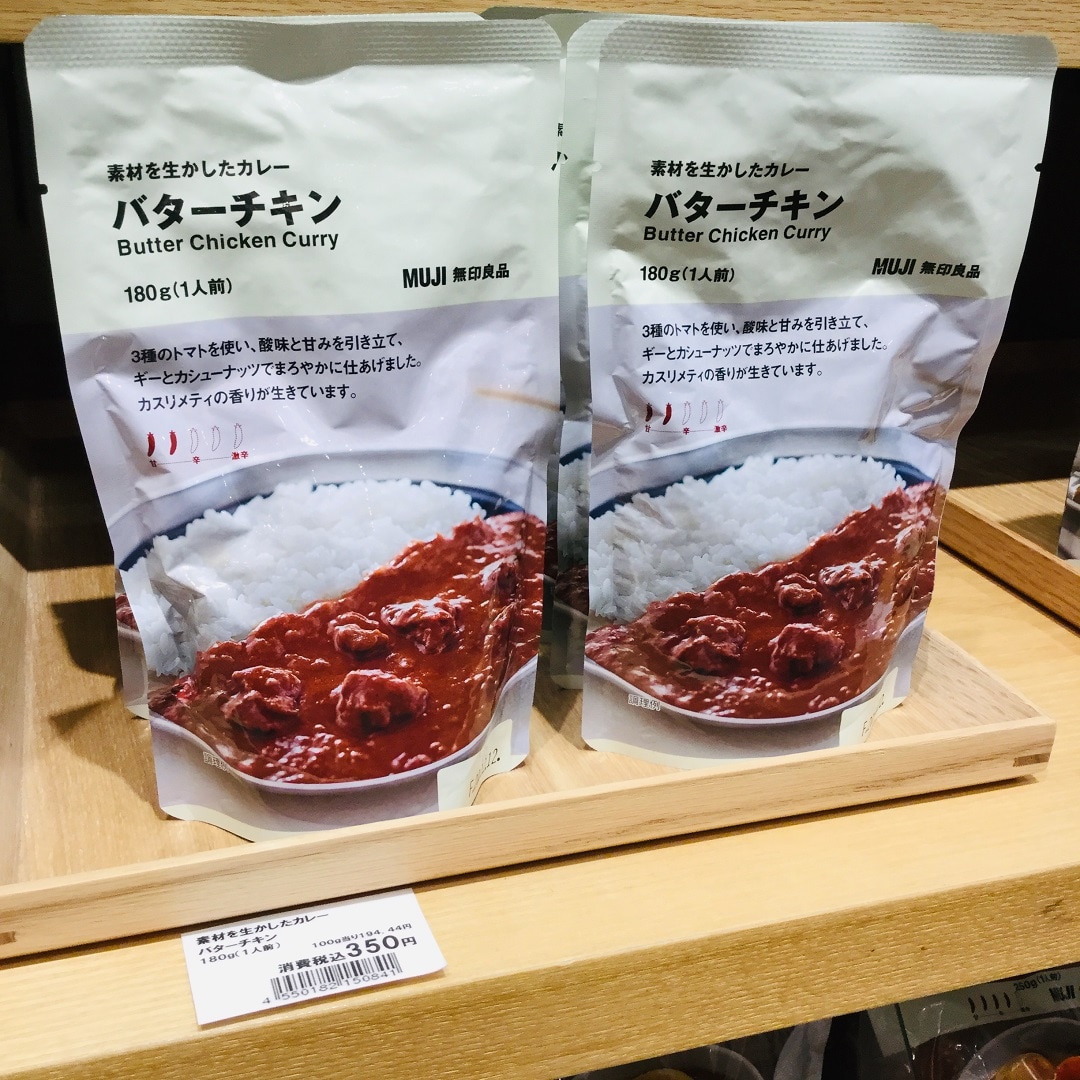 素材を生かしたカレー
バターチキン
Butter Chicken Curry
180g(1人前)
MUJI 無印良品
3種のトマトを使い、酸味と甘みを引き立て、
ギーとカシューナッツでまろやかに仕あげました。
カスリメティの香りが生きています。
甘 辛 激辛
調理例
素材を生かしたカレー
バターチキン
Butter Chicken Curry
180g(1人前)
MUJI 無印良品
3種のトマトを使い、酸味と甘みを引き立て、
ギーとカシューナッツでまろやかに仕あげました。
カスリメティの香りが生きています。
甘 辛 激辛
調理例
素材を生かしたカレー
バターチキン
180g(1人前) 100g当り194.44円
消費税込350円
4550182150841
MUJI